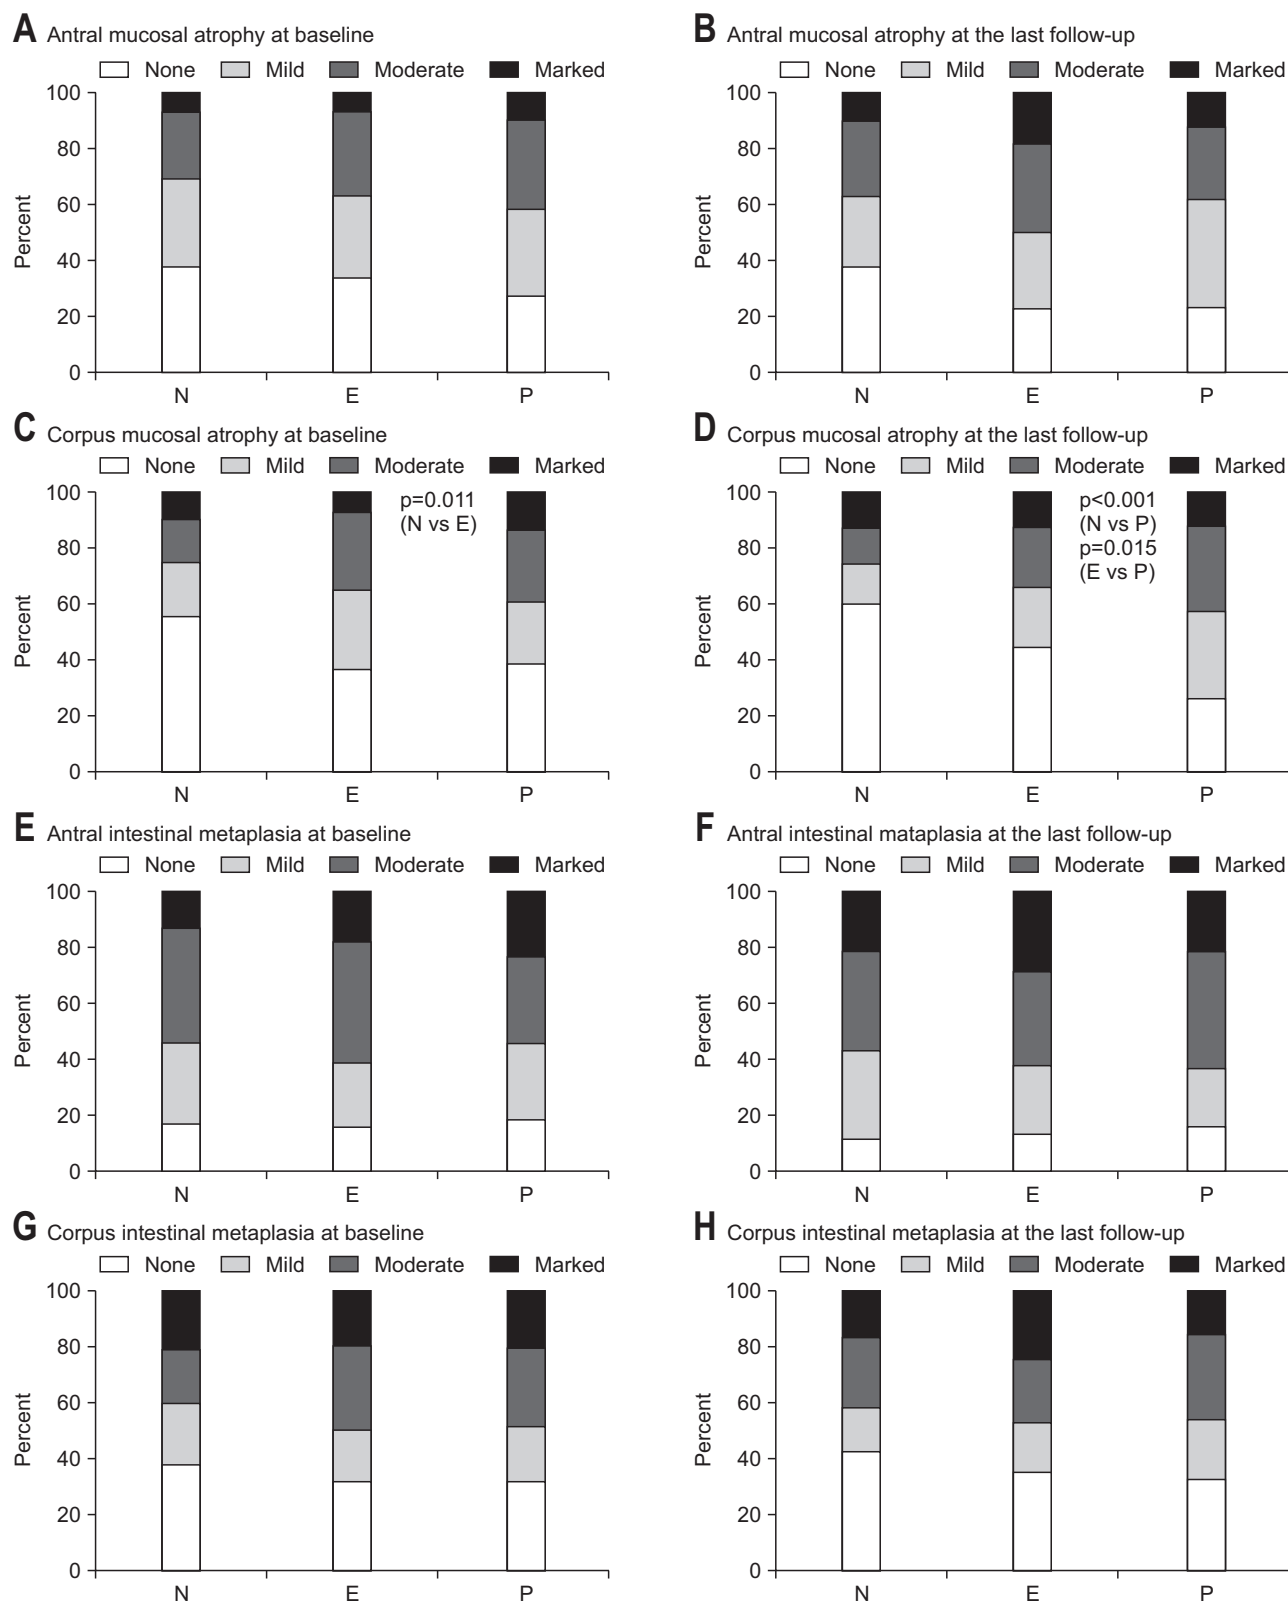 A Antral mucosal atrophy at baseline
None Mild Moderate Marked
100
80
60
40
20
0
Percent
N E P
B Antral mucosal atrophy at the last follow-up
None Mild Moderate Marked
100
80
60
40
20
0
Percent
N E P
C Corpus mucosal atrophy at baseline
None Mild Moderate Marked
100
80
60
40
20
0
Percent
p=0.011
(N vs E)
N E P
D Corpus mucosal atrophy at the last follow-up
None Mild Moderate Marked
100
80
60
40
20
0
Percent
p<0.001
(N vs P)
p=0.015
(E vs P)
N E P
E Antral intestinal metaplasia at baseline
None Mild Moderate Marked
100
80
60
40
20
0
Percent
N E P
F Antral intestinal mataplasia at the last follow-up
None Mild Moderate Marked
100
80
60
40
20
0
Percent
N E P
G Corpus intestinal metaplasia at baseline
None Mild Moderate Marked
100
80
60
40
20
0
Percent
N E P
H Corpus intestinal metaplasia at the last follow-up
None Mild Moderate Marked
100
80
60
40
20
0
Percent
N E P